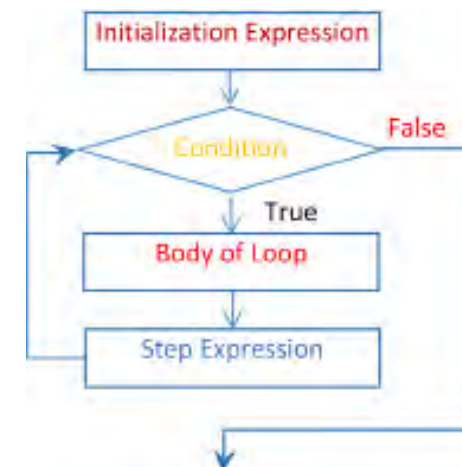 Initialization Expression
Condition
False
True
Body of Loop
Step Expression